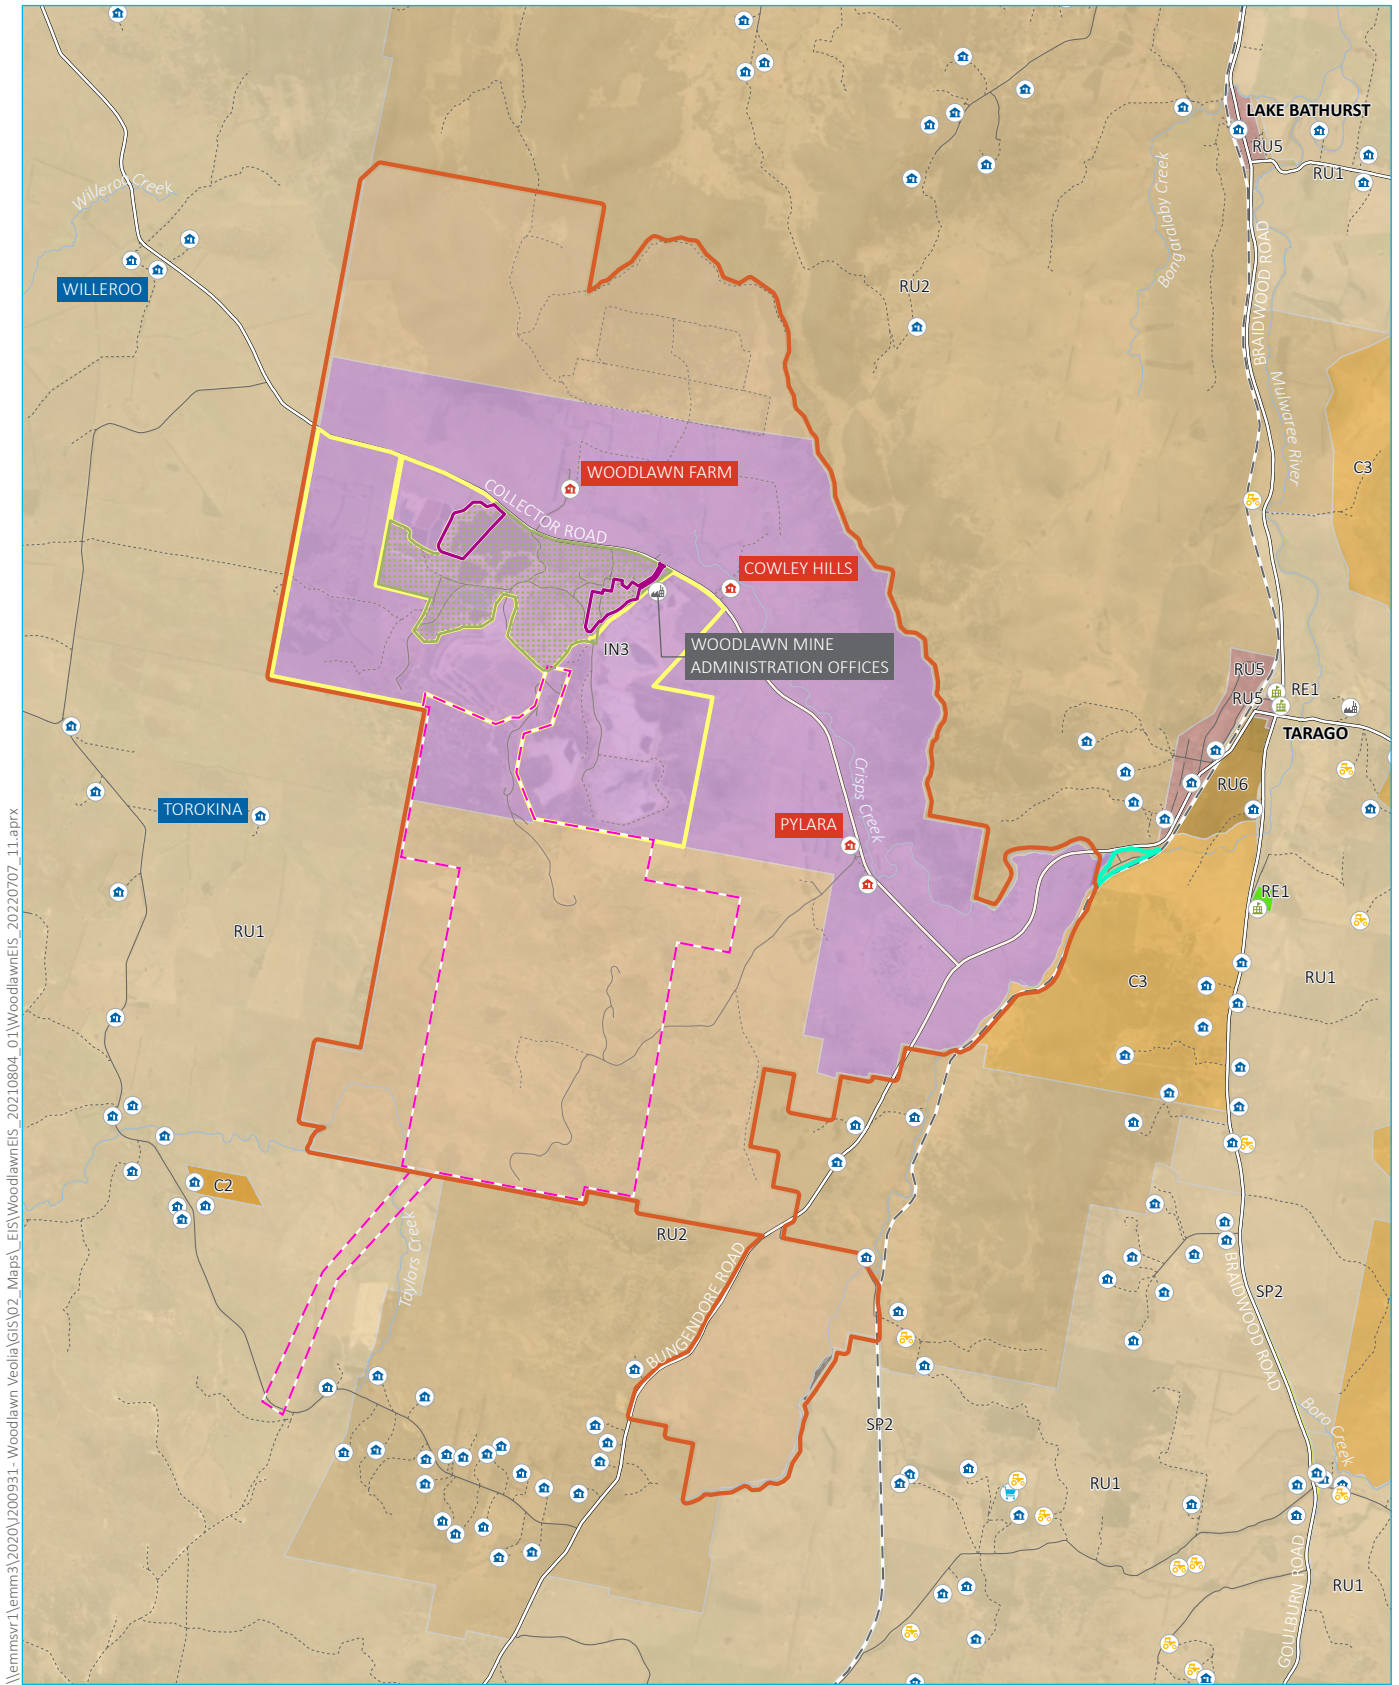 LAKE BATHURST
RU5
RU1
Willeroo Creek
Bongaralaby Creek
BRAIDWOOD ROAD
WILLEROO
RU2
Mulwaree River
C3
WOODLAWN FARM
COLLECTOR ROAD
COWLEY HILLS
IN3
WOODLAWN MINE
ADMINISTRATION OFFICES
RU5
RE1
RU5
TARAGO
RU6
TOROKINA
Crisps Creek
PYLARA
RE1
RU1
C3
RU1
C2
RU2
Taylors Creek
BUNGENDORE ROAD
BRAIDWOOD ROAD
SP2
SP2
Boro Creek
RU1
GOULBURN ROAD
RU1
\\emmsvr1\emm3\2020\J200931 - Woodlawn Veolia\GIS\02_Maps\_EIS\WoodlawnEIS_20210804_01\WoodlawnEIS_20220707_11.aprx